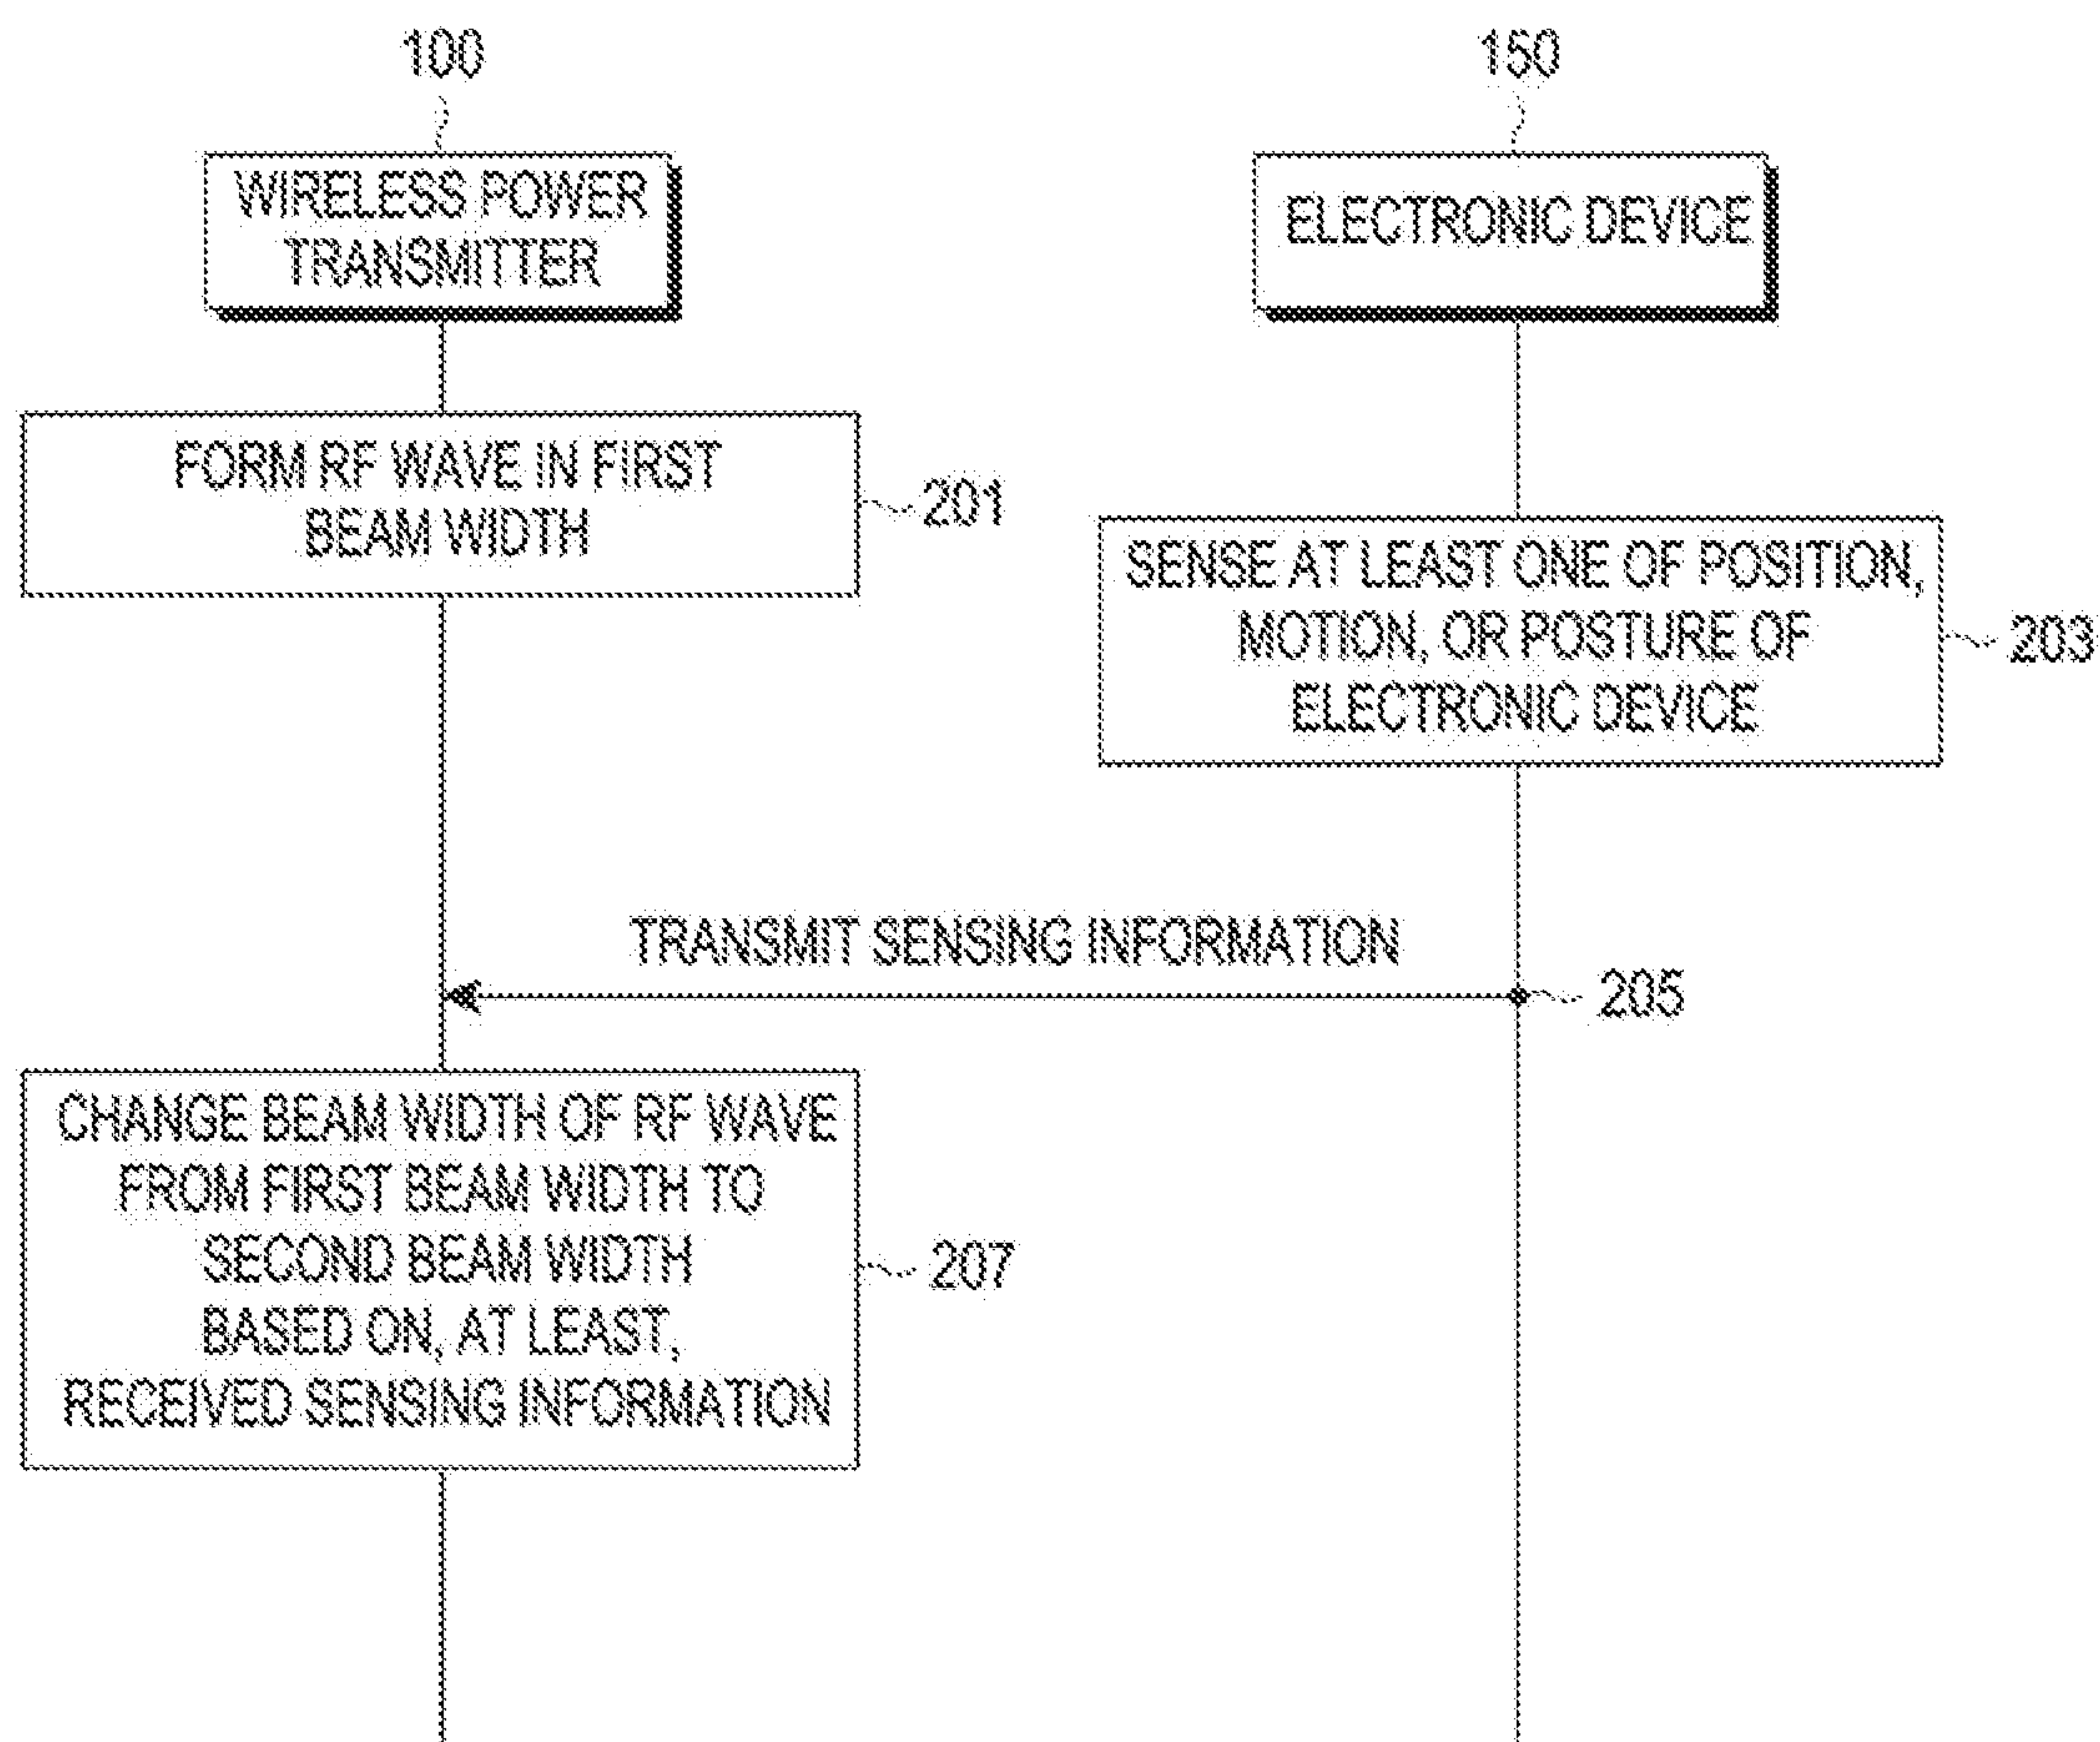 100
150
WIRELESS POWER
TRANSMITTER
ELECTRONIC DEVICE
FORM RF WAVE IN FIRST
BEAM WIDTH
201
SENSE AT LEAST ONE OF POSITION,
MOTION, OR POSTURE OF
ELECTRONIC DEVICE
203
TRANSMIT SENSING INFORMATION
205
CHANGE BEAM WIDTH OF RF WAVE
FROM FIRST BEAM WIDTH TO
SECOND BEAM WIDTH
BASED ON, AT LEAST,
RECEIVED SENSING INFORMATION
207